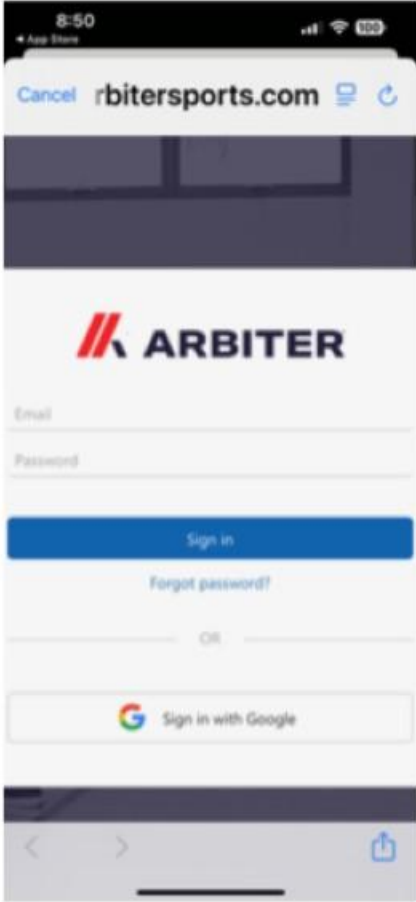 8:50
100
◀ App Store
Cancel rbitersports.com
ARBITER
Email
Password
Sign in
Forgot password?
OR
Sign in with Google